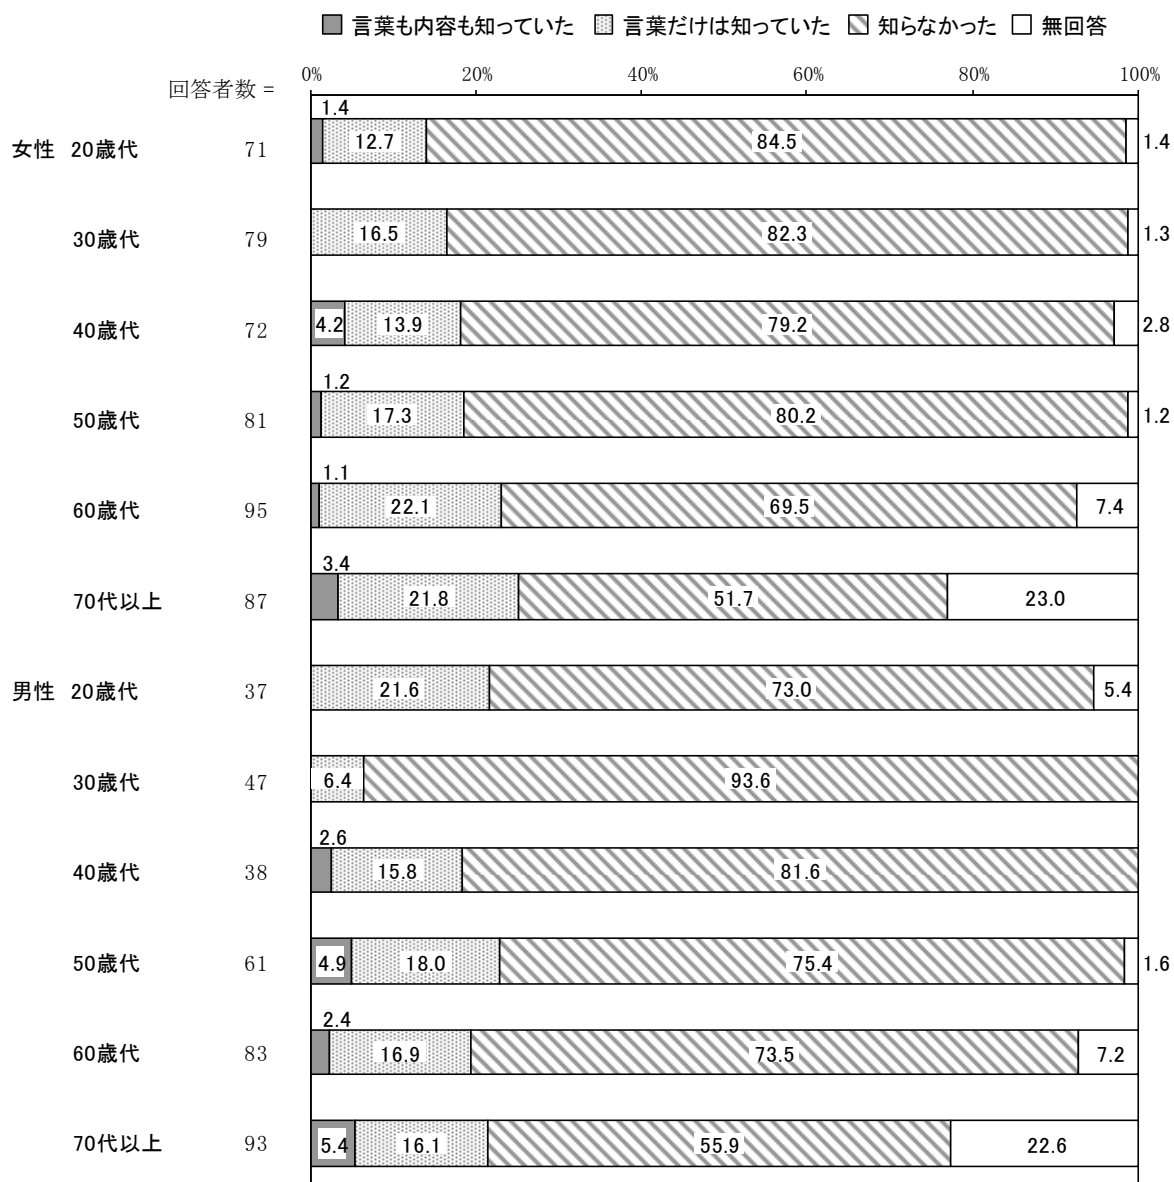 言葉も内容も知っていた 言葉だけは知っていた 知らなかった 無回答
回答者数 = 0% 20% 40% 60% 80% 100%
女性 20歳代 71 1.4 12.7 84.5 1.4
30歳代 79 16.5 82.3 1.3
40歳代 72 4.2 13.9 79.2 2.8
50歳代 81 1.2 17.3 80.2 1.2
60歳代 95 1.1 22.1 69.5 7.4
70代以上 87 3.4 21.8 51.7 23.0
男性 20歳代 37 21.6 73.0 5.4
30歳代 47 6.4 93.6
40歳代 38 2.6 15.8 81.6
50歳代 61 4.9 18.0 75.4 1.6
60歳代 83 2.4 16.9 73.5 7.2
70代以上 93 5.4 16.1 55.9 22.6